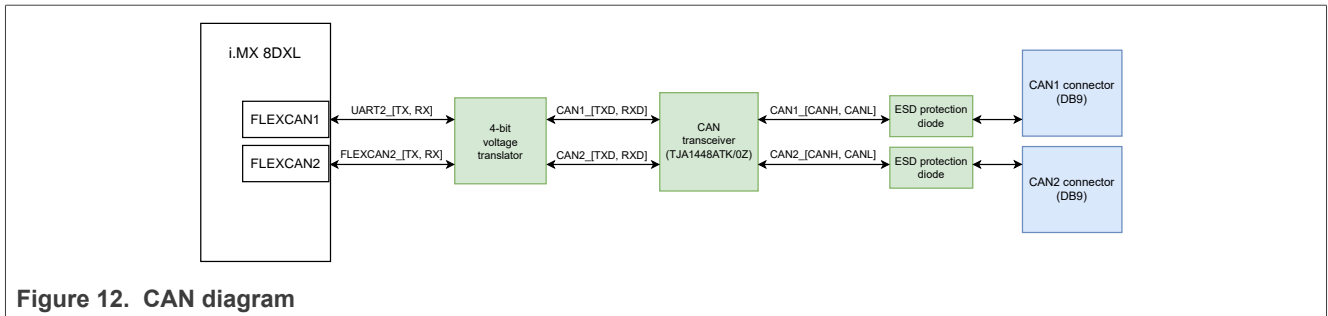 i.MX 8DXL
FLEXCAN1
FLEXCAN2
UART2_[TX, RX]
FLEXCAN2_[TX, RX]
4-bit
voltage
translator
CAN1_[TXD, RXD]
CAN2_[TXD, RXD]
CAN
transceiver
(TJA1448ATK/0Z)
CAN1_[CANH, CANL]
CAN2_[CANH, CANL]
ESD protection
diode
ESD protection
diode
CAN1 connector
(DB9)
CAN2 connector
(DB9)
Figure 12. CAN diagram